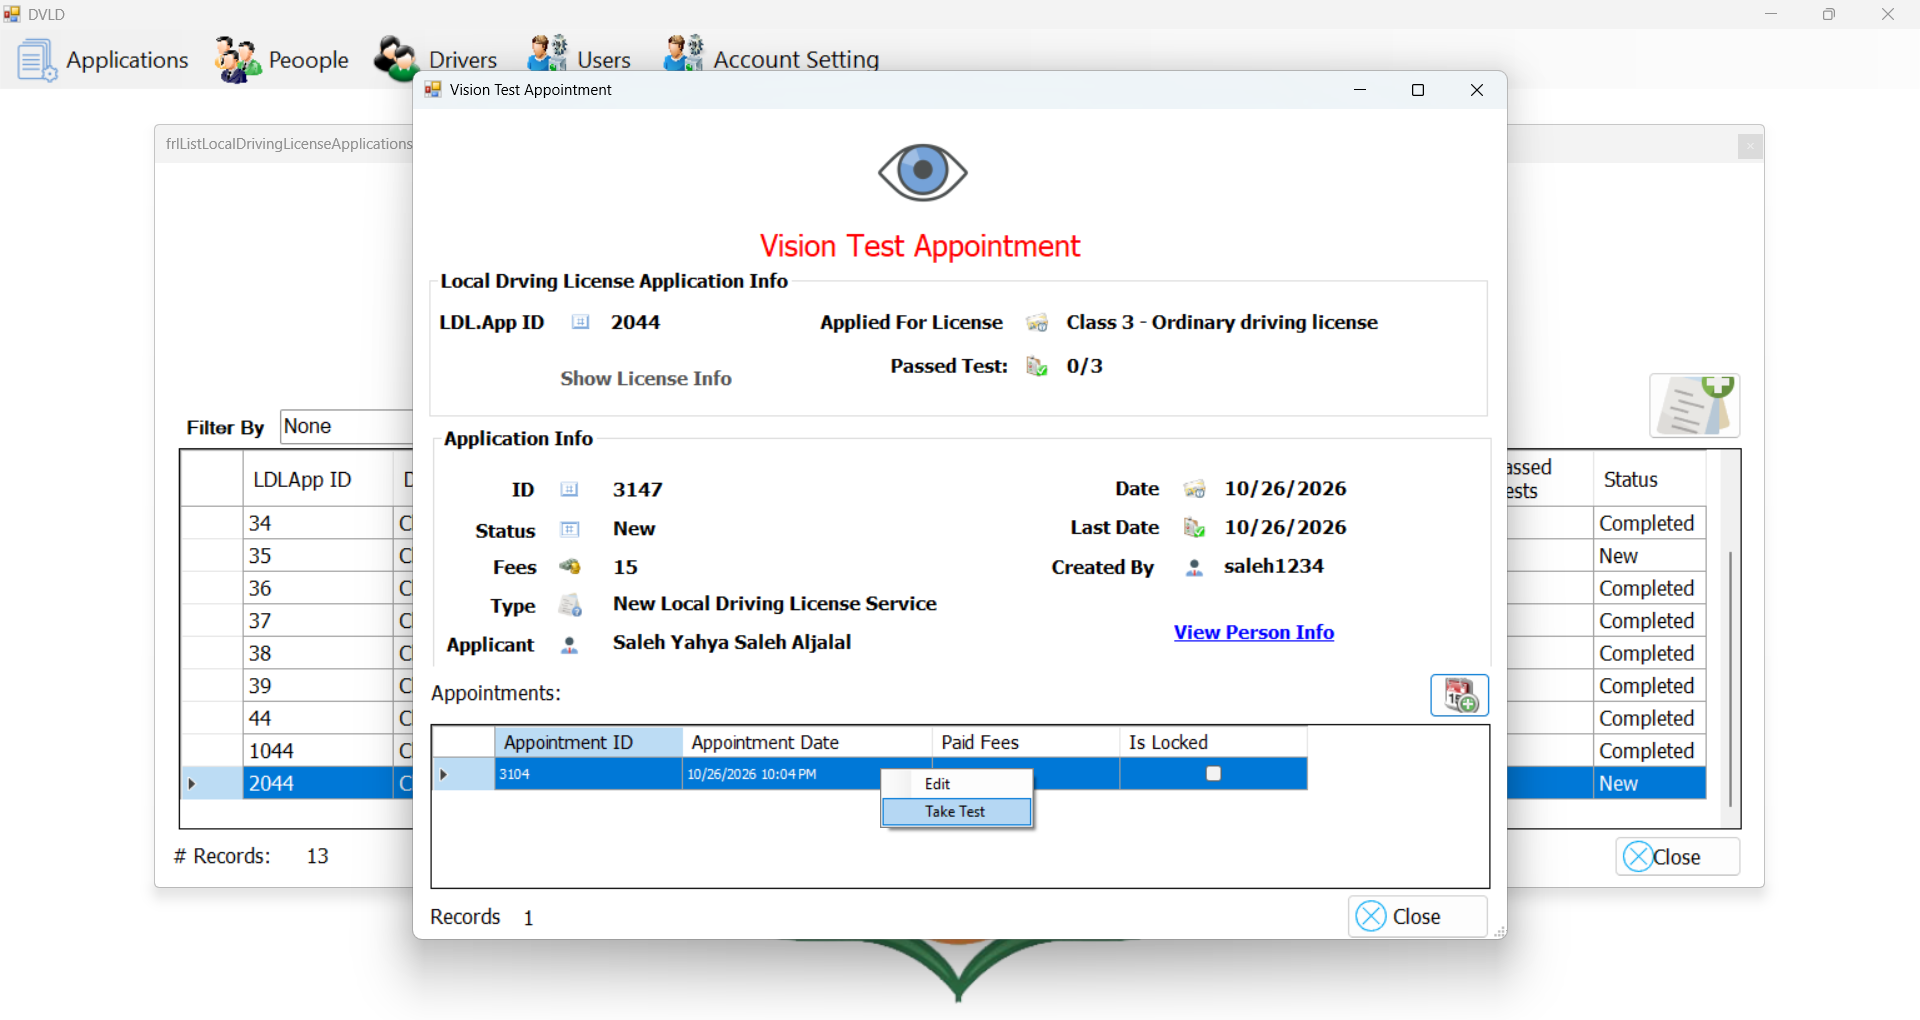 DVLD
Applications
Peoople
Drivers
Users
Account Setting
frlListLocalDrivingLicenseApplications
Vision Test Appointment
Vision Test Appointment
Local Drving License Application Info
LDL.App ID 2044
Applied For License Class 3 - Ordinary driving license
Show License Info
Passed Test: 0/3
Application Info
ID 3147
Date 10/26/2026
Status New
Last Date 10/26/2026
Fees 15
Created By saleh1234
Type New Local Driving License Service
Applicant Saleh Yahya Saleh Aljalal
View Person Info
Appointments:
Appointment ID Appointment Date Paid Fees Is Locked
3104 10/26/2026 10:04 PM
Edit
Take Test
Records 1
Close
Filter By None
LDLApp ID Status
34 Completed
35 New
36 Completed
37 Completed
38 Completed
39 Completed
44 Completed
1044 Completed
2044 New
# Records: 13
Close